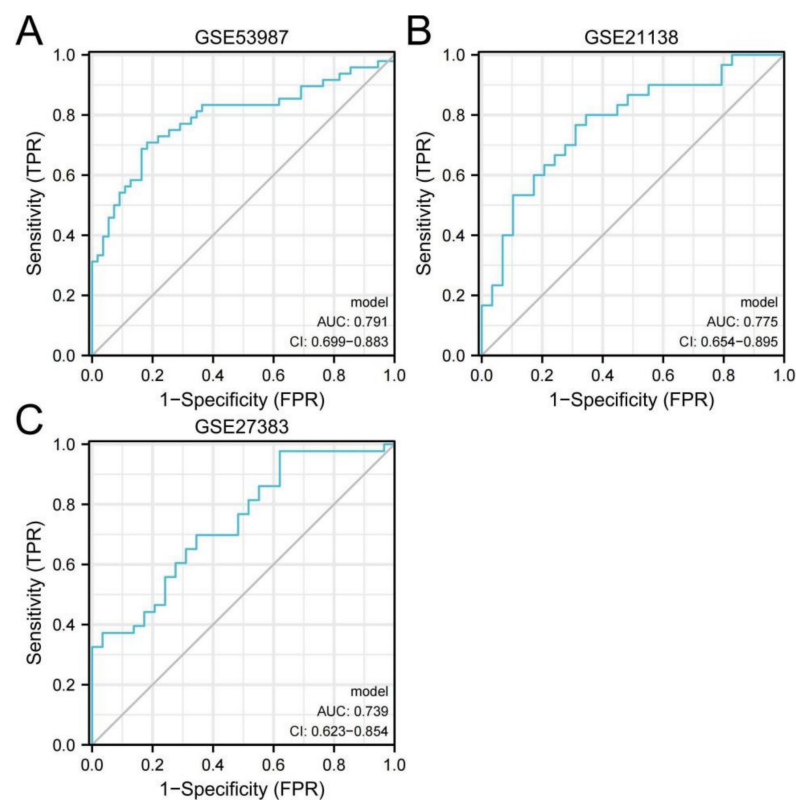 A
GSE53987
1.0
0.8
0.6
0.4
0.2
0.0
Sensitivity (TPR)
model
AUC: 0.791
CI: 0.699−0.883
0.0 0.2 0.4 0.6 0.8 1.0
1−Specificity (FPR)
B
GSE21138
1.0
0.8
0.6
0.4
0.2
0.0
Sensitivity (TPR)
model
AUC: 0.775
CI: 0.654−0.895
0.0 0.2 0.4 0.6 0.8 1.0
1−Specificity (FPR)
C
GSE27383
1.0
0.8
0.6
0.4
0.2
0.0
Sensitivity (TPR)
model
AUC: 0.739
CI: 0.623−0.854
0.0 0.2 0.4 0.6 0.8 1.0
1−Specificity (FPR)